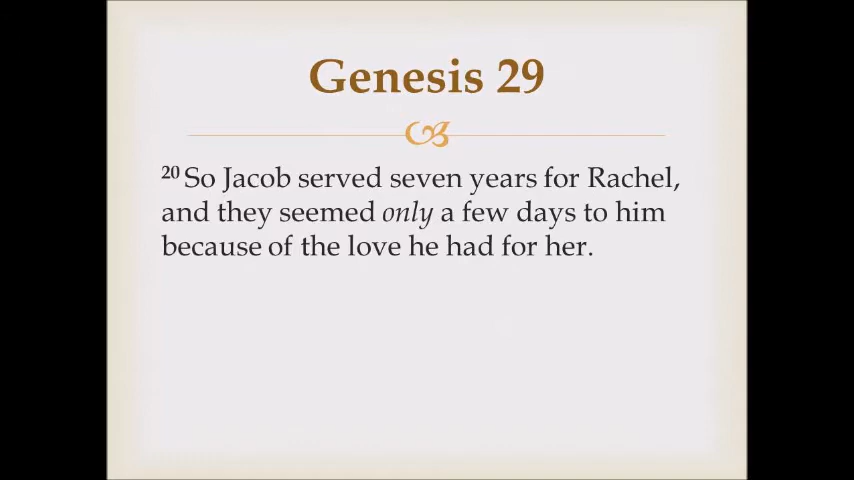 Genesis 29
20 So Jacob served seven years for Rachel,
and they seemed only a few days to him
because of the love he had for her.